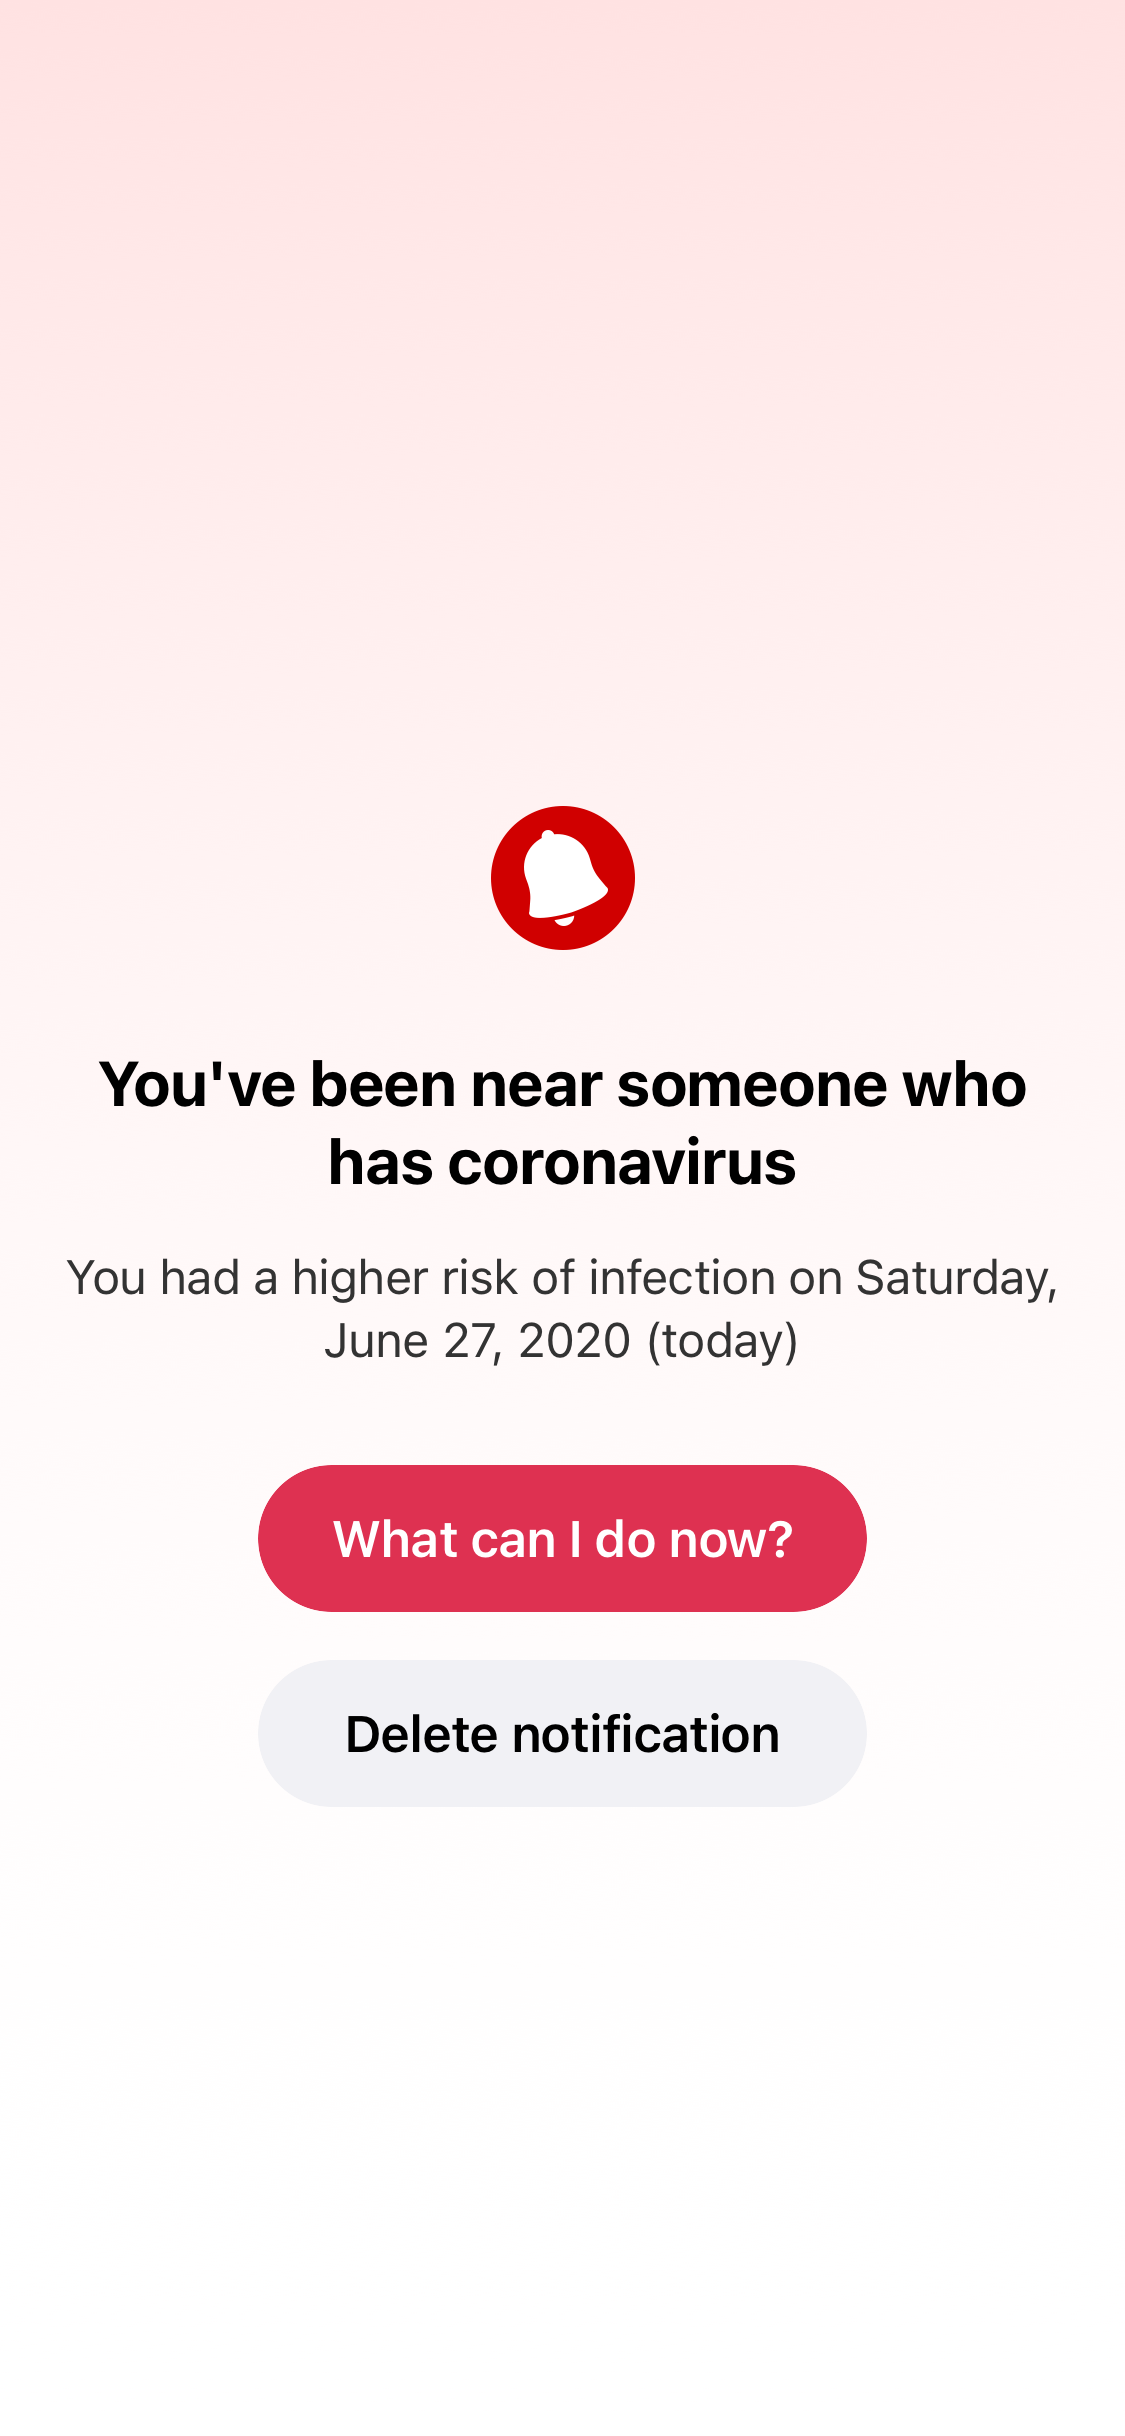 You've been near someone who
has coronavirus
You had a higher risk of infection on Saturday,
June 27, 2020 (today)
What can I do now?
Delete notification